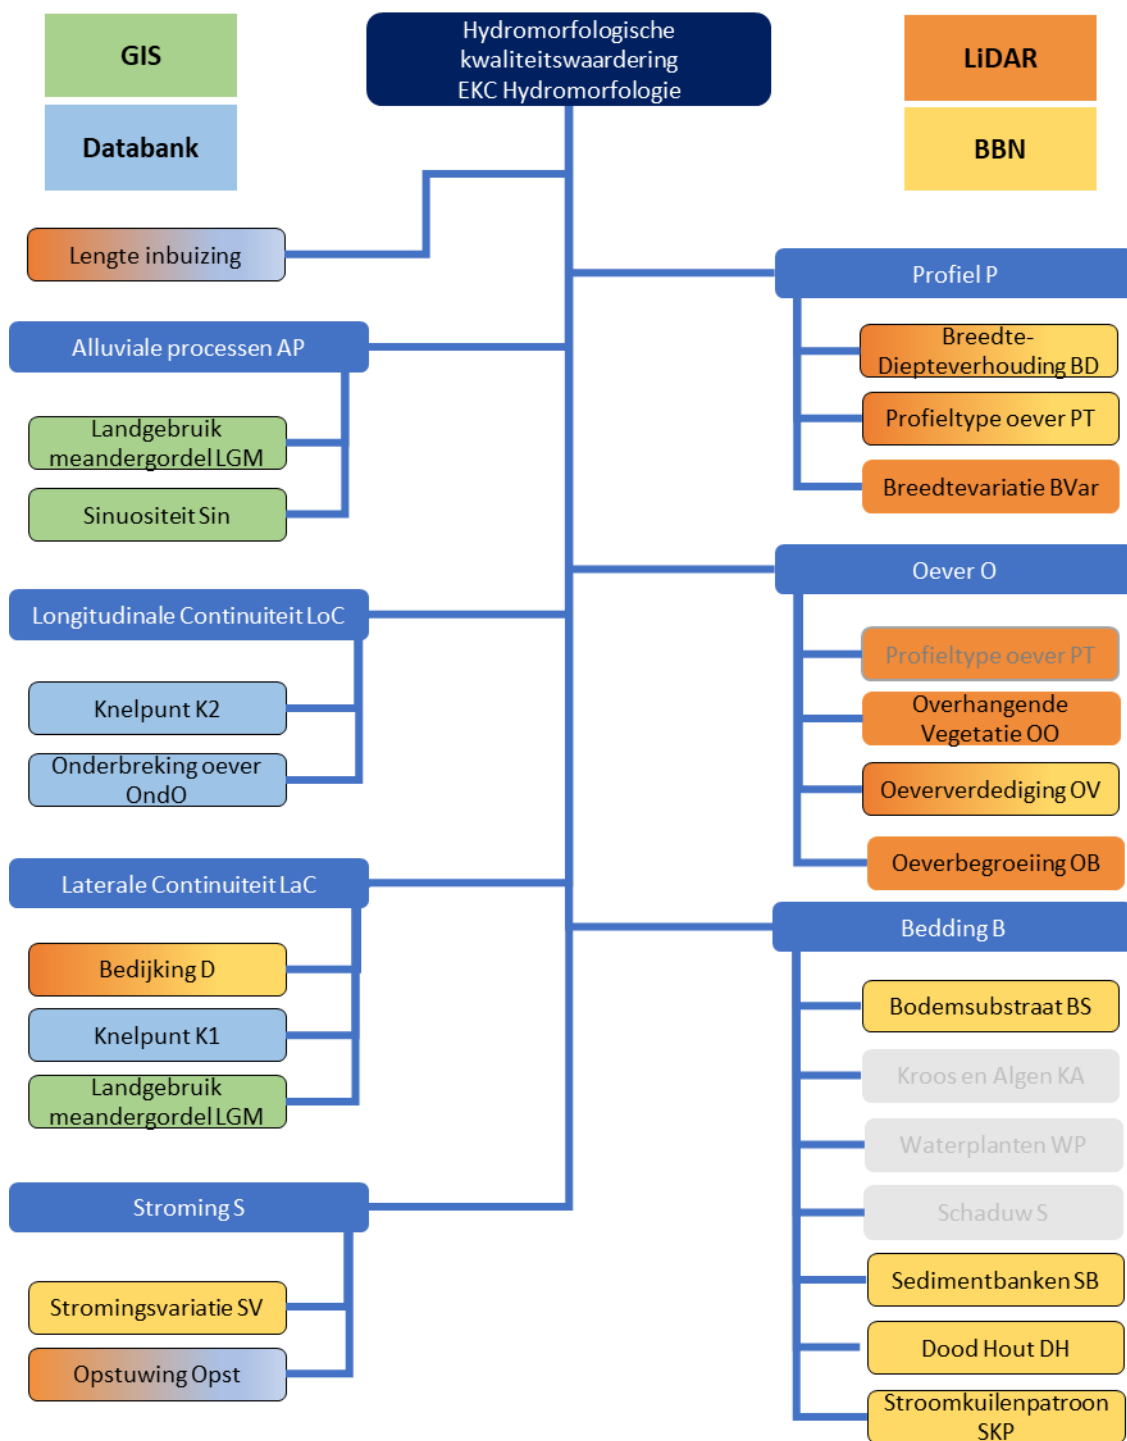 GIS
Databank
Hydromorfologische
kwaliteitswaardering
EKC Hydromorfologie
LiDAR
BBN
Lengte inbuizing
Alluviale processen AP
Landgebruik
meandergordel LGM
Sinuositeit Sin
Longitudinale Continuiteit LoC
Knelpunt K2
Onderbreking oever
OndO
Laterale Continuiteit LaC
Bedijking D
Knelpunt K1
Landgebruik
meandergordel LGM
Stroming S
Stromingsvariatie SV
Opstuwing Opst
Profiel P
Breedte-
Diepteverhouding BD
Profieltype oever PT
Breedtevariatie BVar
Oever O
Profieltype oever PT
Overhangende
Vegetatie OO
Oeververdediging OV
Oeverbegroeiing OB
Bedding B
Bodemsubstraat BS
Kroos en Algen KA
Waterplanten WP
Schaduw S
Sedimentbanken SB
Dood Hout DH
Stroomkuilenpatroon
SKP